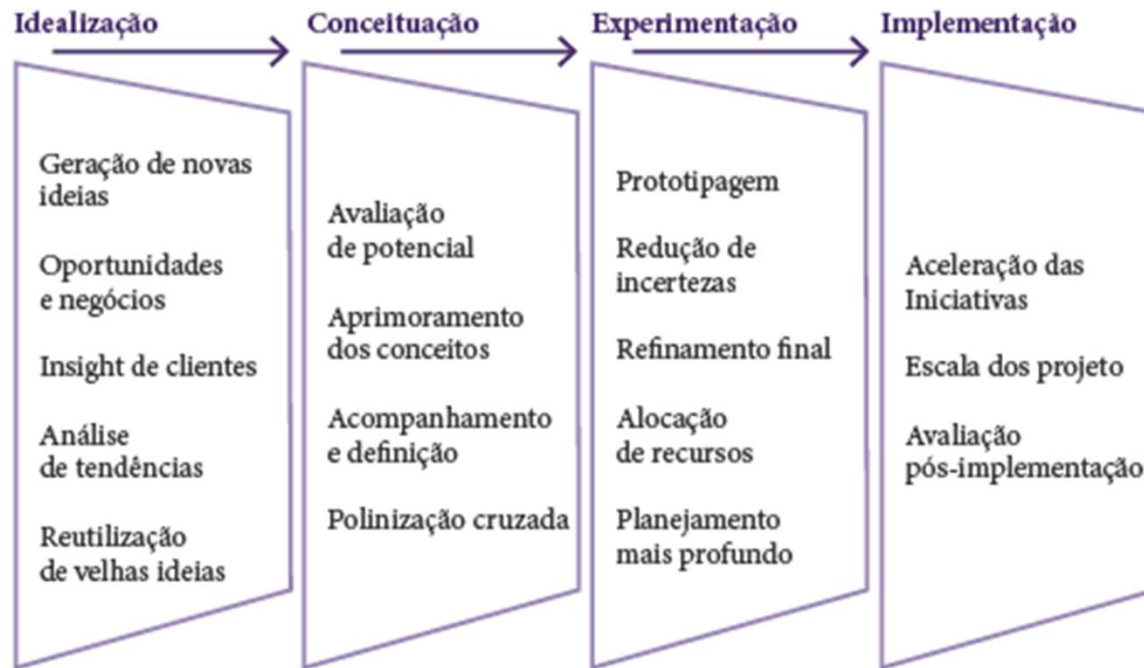 Idealização
Conceituação
Experimentação
Implementação
Geração de novas
ideias
Oportunidades
e negócios
Insight de clientes
Análise
de tendências
Reutilização
de velhas ideias
Avaliação
de potencial
Aprimoramento
dos conceitos
Acompanhamento
e definição
Polinização cruzada
Prototipagem
Redução de
incertezas
Refinamento final
Alocação
de recursos
Planejamento
mais profundo
Aceleração das
Iniciativas
Escala dos projeto
Avaliação
pós-implementação